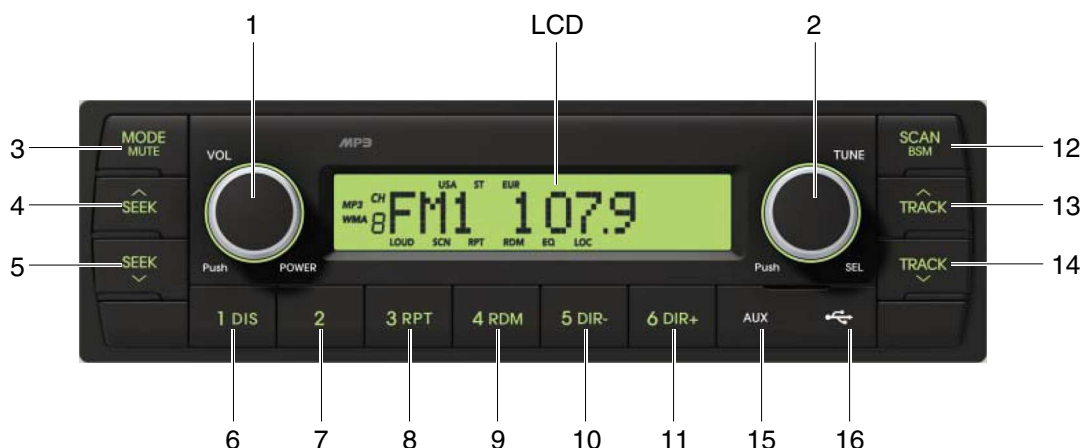 1 LCD 2
3 MODE MUTE
VOL
MP3
TUNE
SCAN BSM 12
4 SEEK
USA ST EUR
MP3 CH
WMA 8 FM1 107.9
LOUD SCN RPT RDM EQ LOC
TRACK 13
5 SEEK
Push POWER
Push SEL
TRACK 14
1 DIS 2 3 RPT 4 RDM 5 DIR- 6 DIR+ AUX
6 7 8 9 10 11 15 16